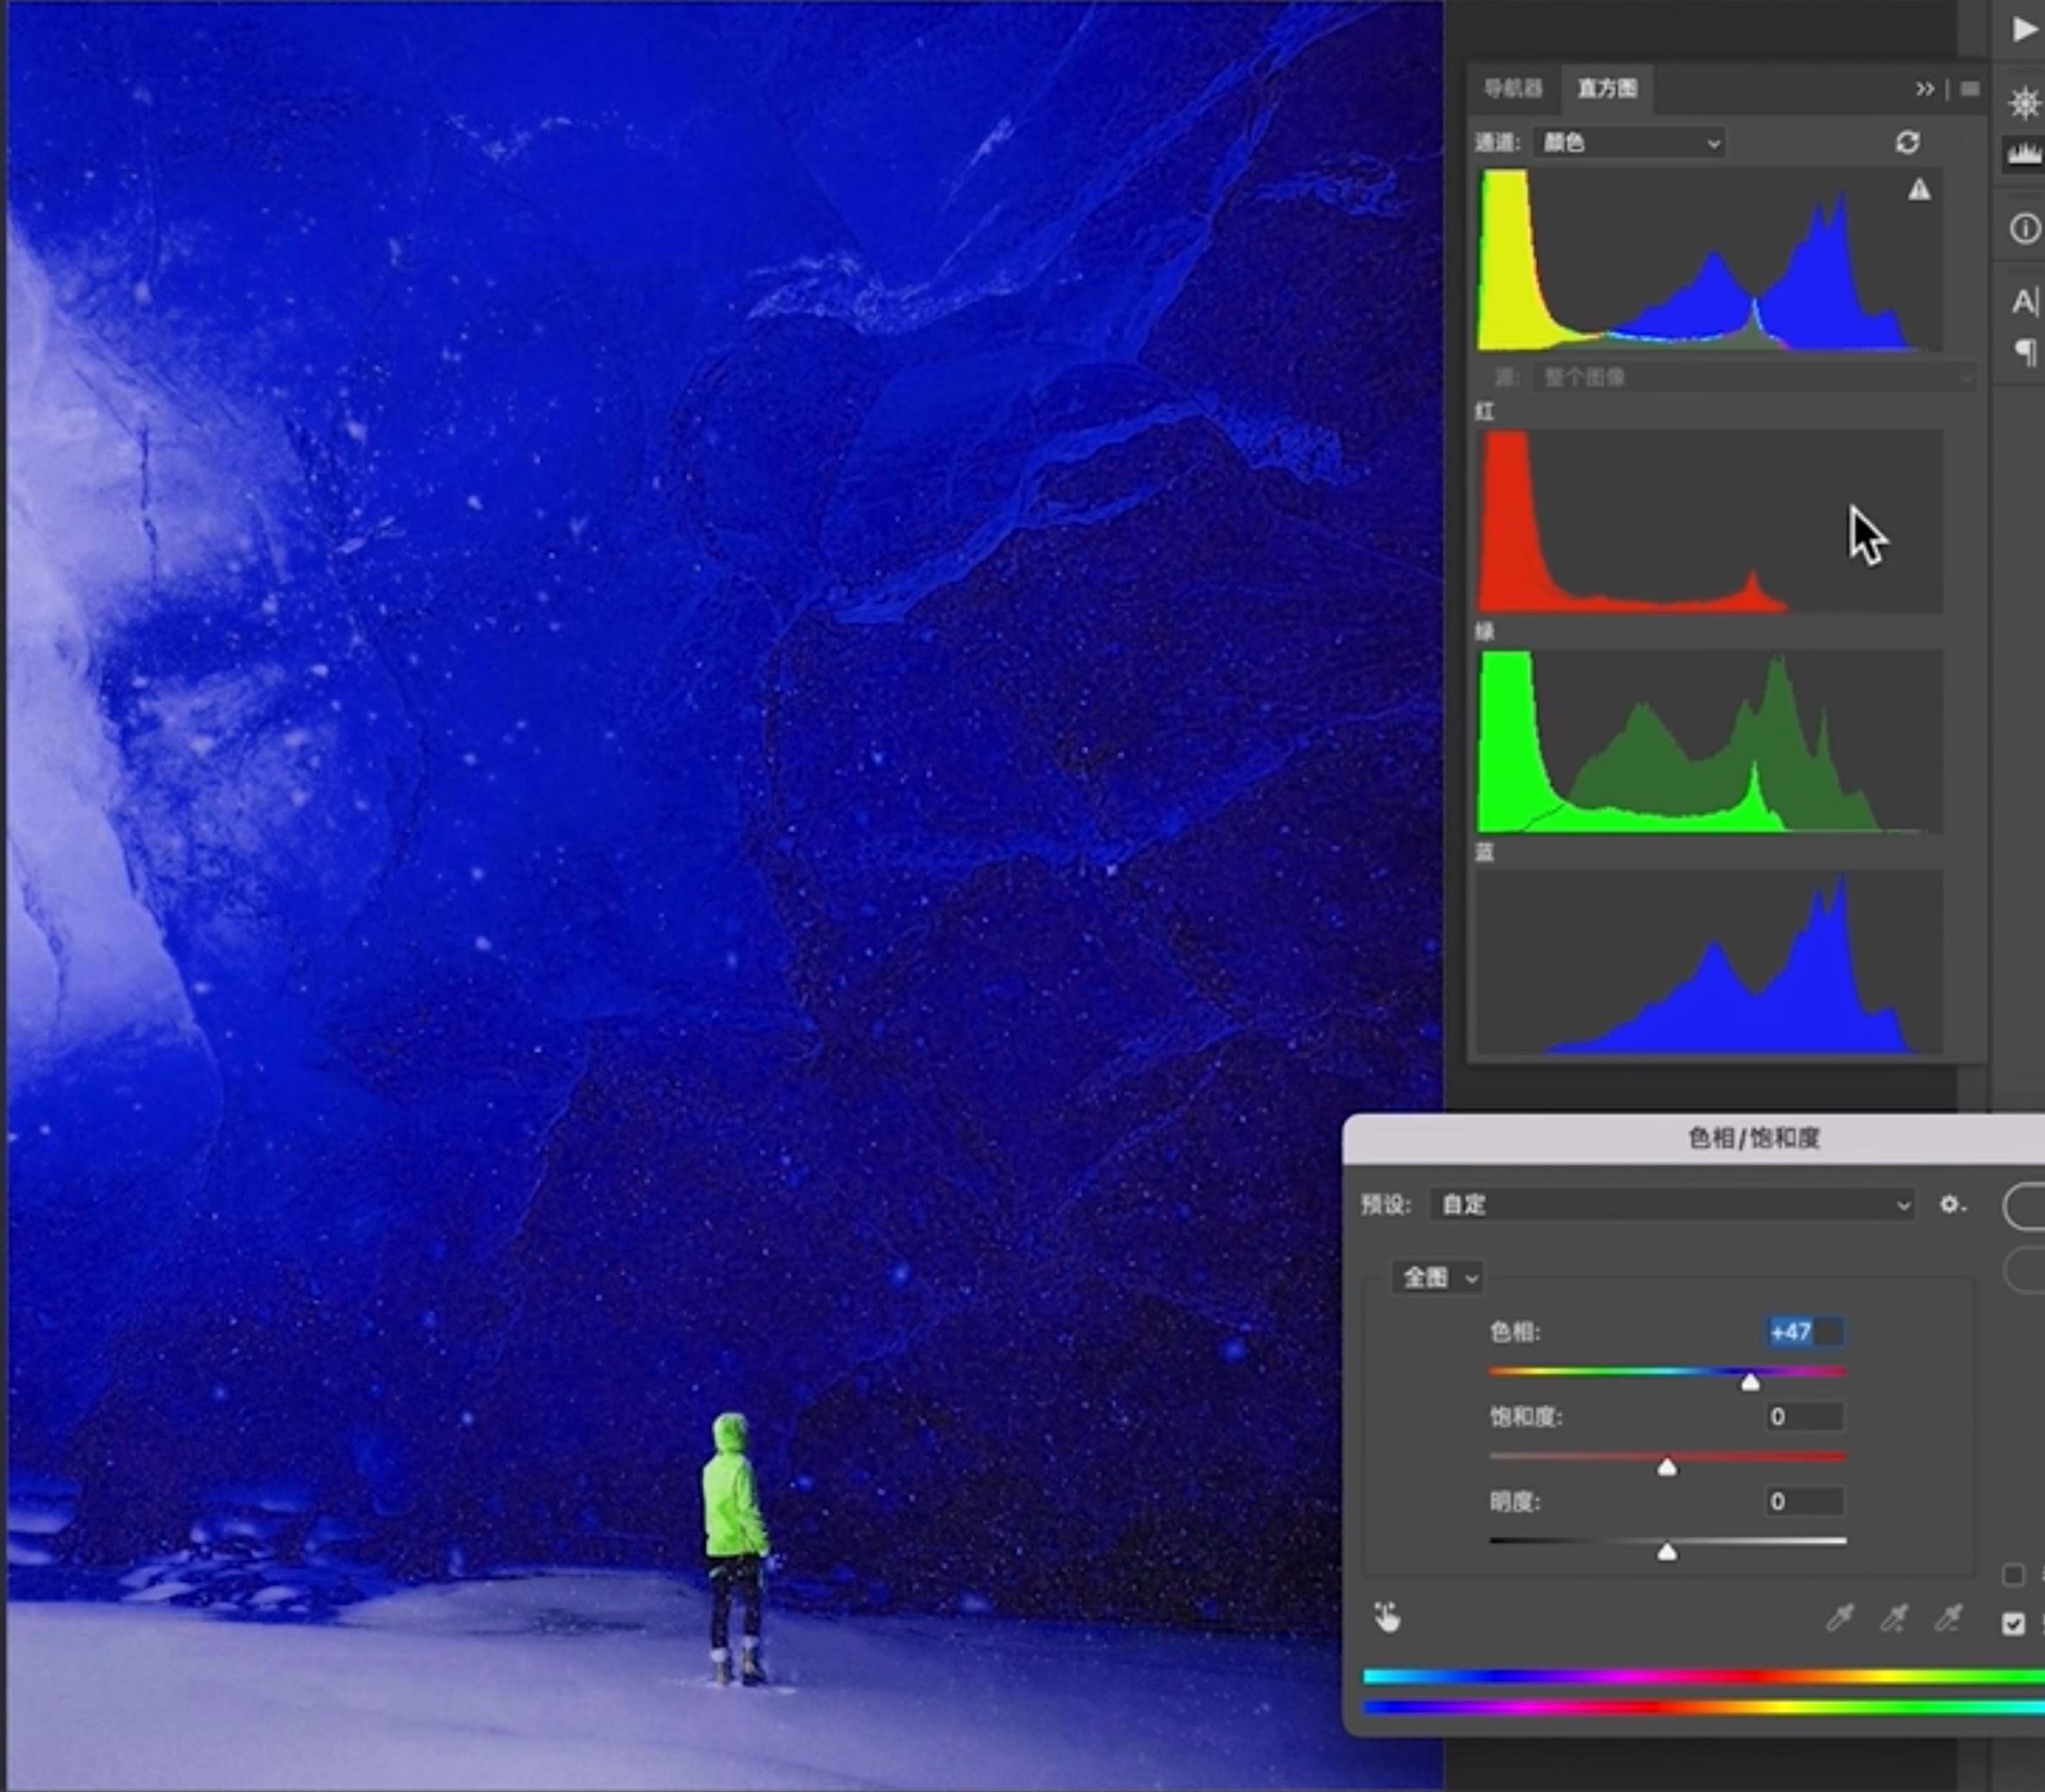 导航器 直方图
通道: 颜色
源: 整个图像
红
绿
蓝
色相/饱和度
预设: 自定
全图
色相: +47
饱和度: 0
明度: 0